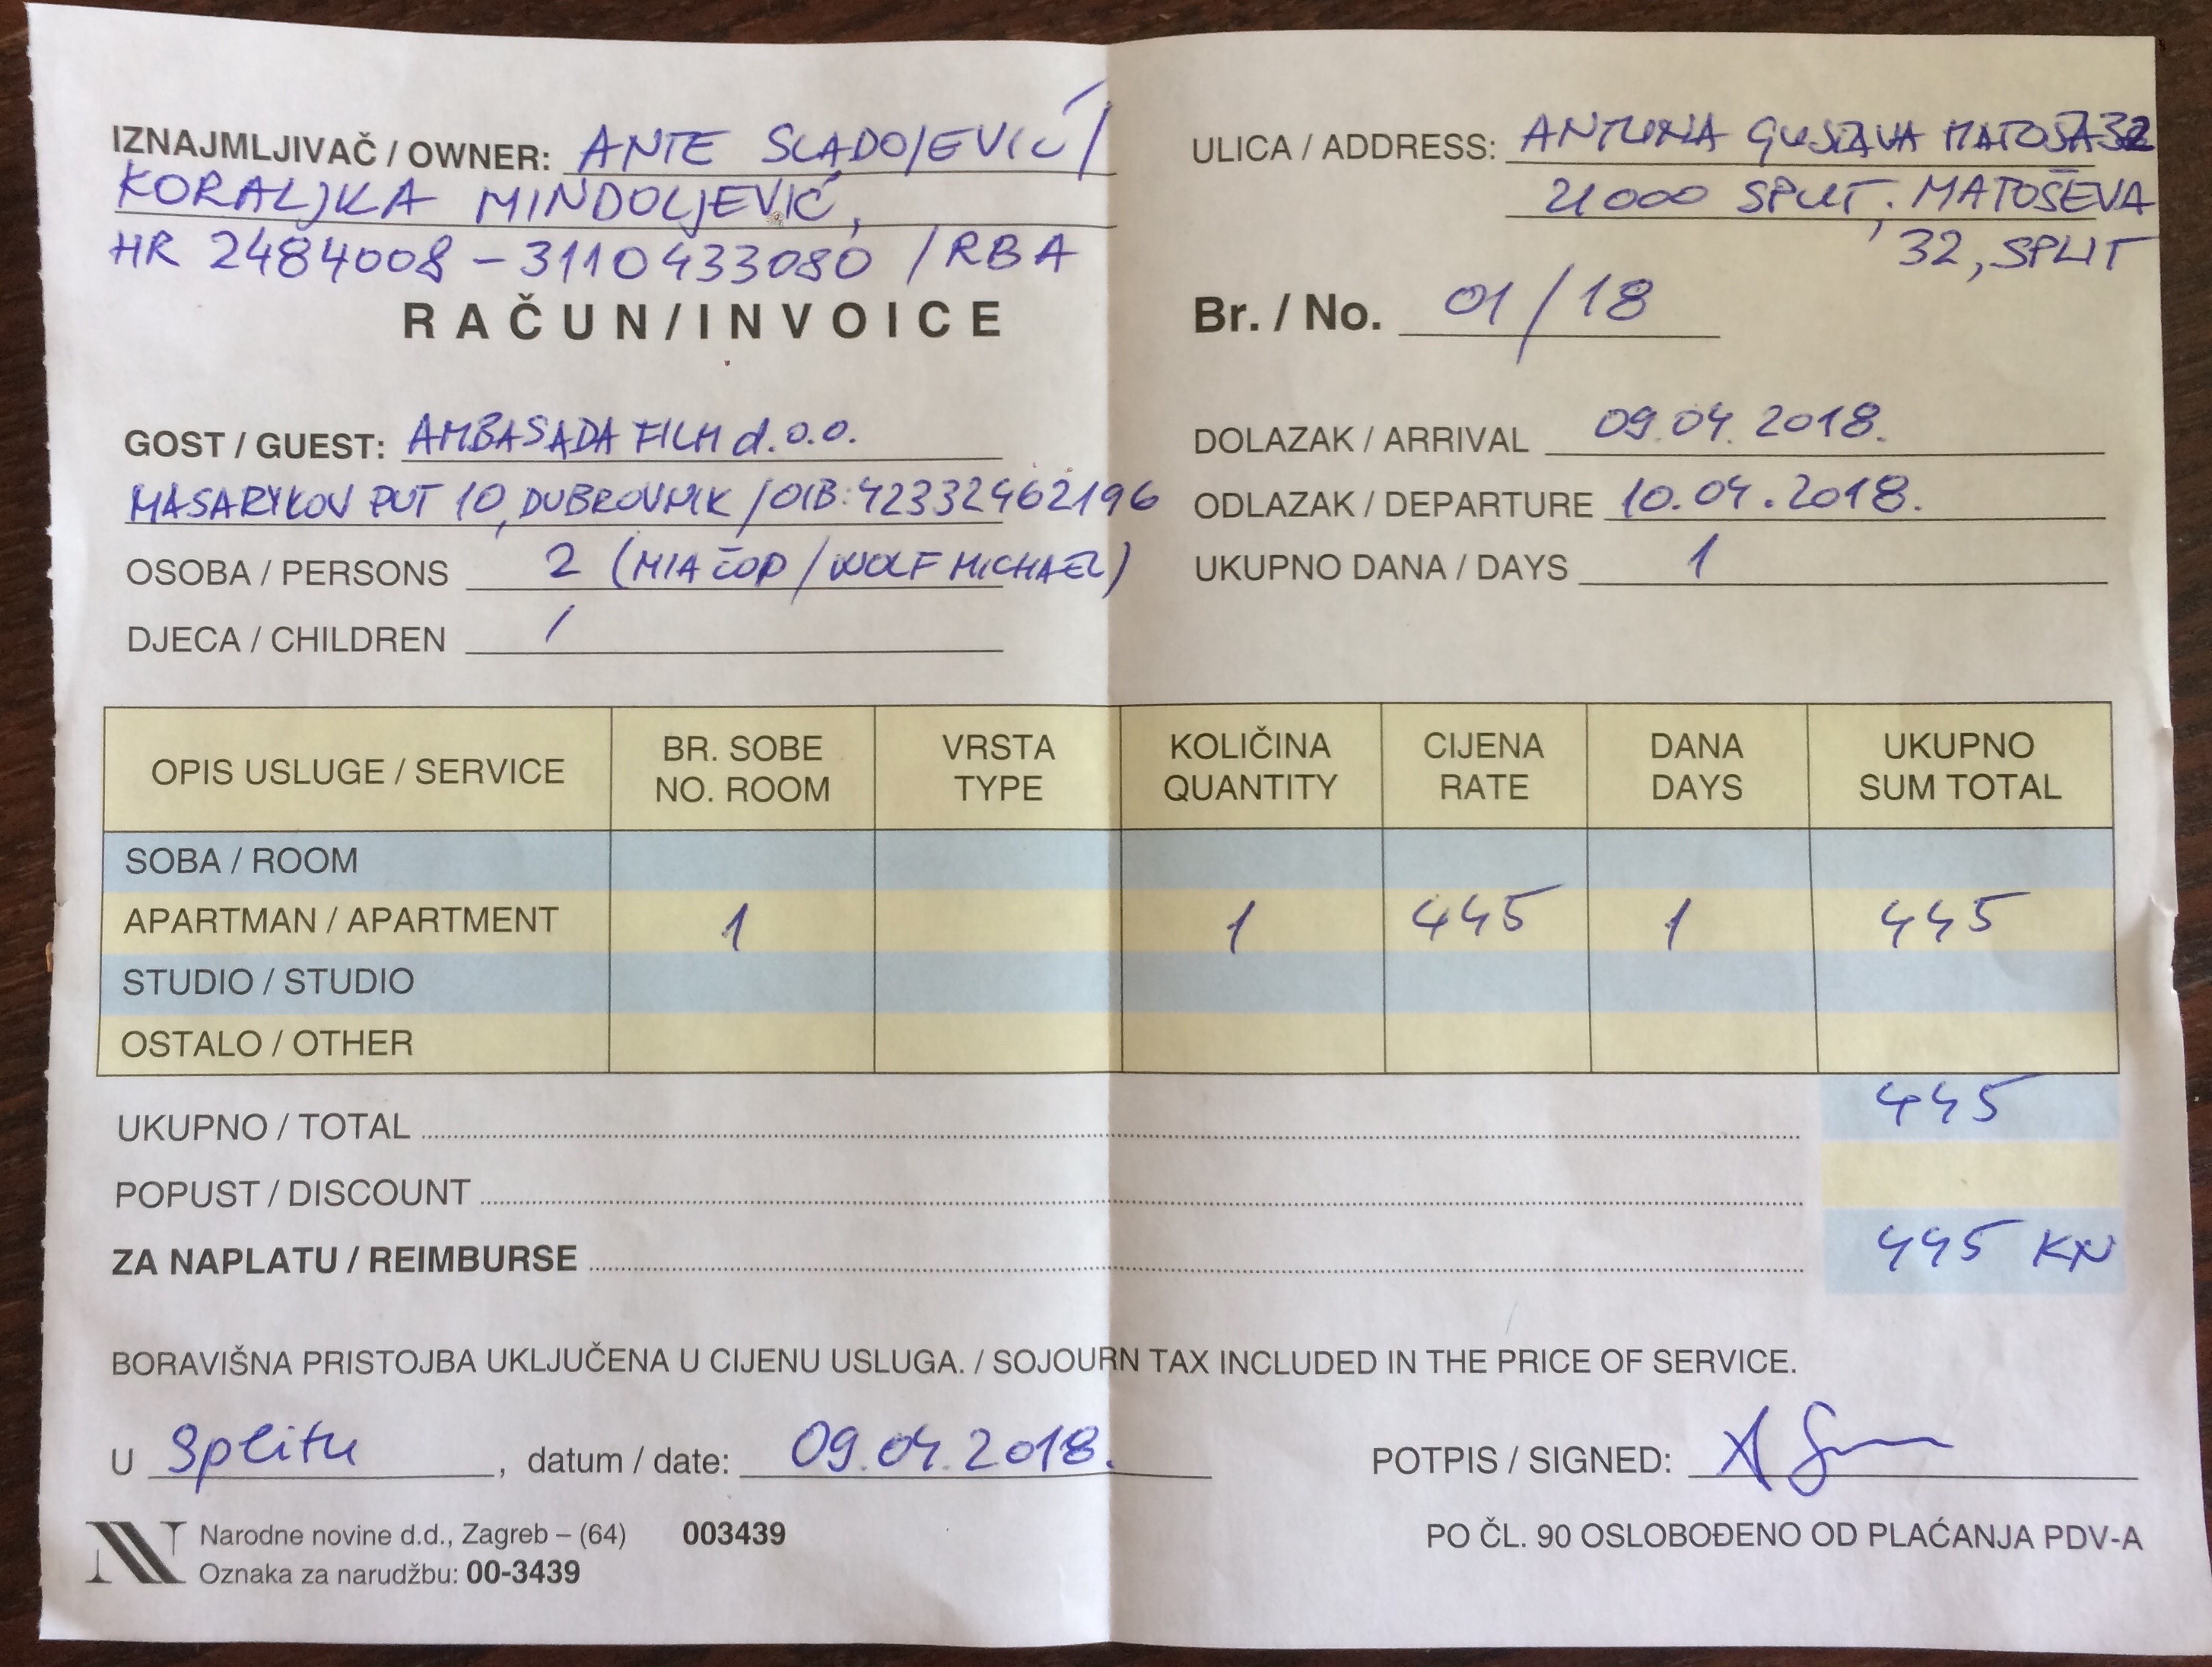 IZNAJMLJIVAČ / OWNER: ANTE SLADOJEVIĆ /
KORALJKA MINDOLJEVIĆ,
HR 2484008 - 3110433080 / RBA
ULICA / ADDRESS: ANTUNA GUSTAVA MATOŠA 32
21000 SPLIT; MATOŠEVA
32, SPLIT
RAČUN/INVOICE
Br. / No. 01/18
GOST / GUEST: AMBASADA FILM d.o.o.
MASARYKOV PUT 10, DUBROVNIK / OIB: 42332462196
OSOBA / PERSONS 2 (MIA ČOP / WOLF MICHAEL)
DJECA / CHILDREN /
DOLAZAK / ARRIVAL 09.04.2018.
ODLAZAK / DEPARTURE 10.04.2018.
UKUPNO DANA / DAYS 1
OPIS USLUGE / SERVICE BR. SOBE NO. ROOM VRSTA TYPE KOLIČINA QUANTITY CIJENA RATE DANA DAYS UKUPNO SUM TOTAL
SOBA / ROOM
APARTMAN / APARTMENT 1 1 445 1 445
STUDIO / STUDIO
OSTALO / OTHER
UKUPNO / TOTAL 445
POPUST / DISCOUNT
ZA NAPLATU / REIMBURSE 445 KN
BORAVIŠNA PRISTOJBA UKLJUČENA U CIJENU USLUGA. / SOJOURN TAX INCLUDED IN THE PRICE OF SERVICE.
U Splitu, datum / date: 09.04.2018. POTPIS / SIGNED:
Narodne novine d.d., Zagreb – (64) 003439
Oznaka za narudžbu: 00-3439
PO ČL. 90 OSLOBOĐENO OD PLAĆANJA PDV-A